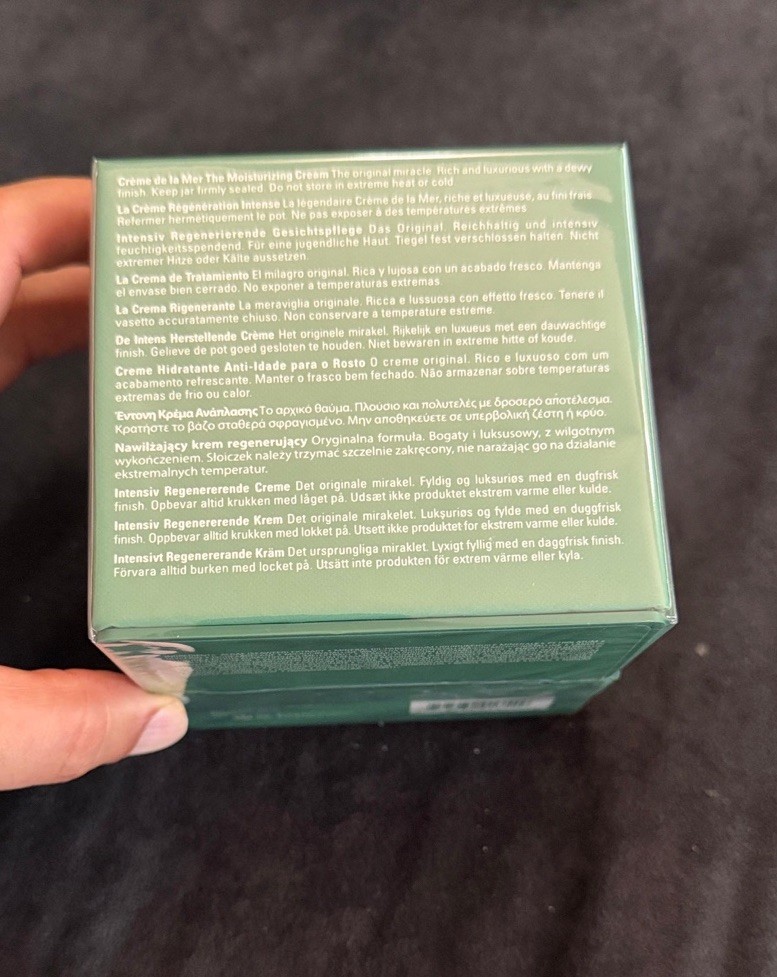 Crème de la Mer The Moisturizing Cream The original miracle. Rich and luxurious with a dewy
finish. Keep jar firmly sealed. Do not store in extreme heat or cold
La Crème Régénération Intense La légendaire Crème de la Mer, riche et luxueuse, au fini frais
Refermer hermétiquement le pot. Ne pas exposer à des températures extrêmes
Intensiv Regenerierende Gesichtspflege Das Original. Reichhaltig und intensiv
feuchtigkeitsspendend. Für eine jugendliche Haut. Tiegel fest verschlossen halten. Nicht
extremer Hitze oder Kälte aussetzen.
La Crema de Tratamiento El milagro original. Rica y lujosa con un acabado fresco. Mantenga
el envase bien cerrado. No exponer a temperaturas extremas
La Crema Rigenerante La meraviglia originale. Ricca e lussuosa con effetto fresco. Tenere il
vasetto accuratamente chiuso. Non conservare a temperature estreme.
De Intens Herstellende Crème Het originele mirakel. Rijkelijk en luxueus met een dauwachtige
finish. Gelieve de pot goed gesloten te houden. Niet bewaren in extreme hitte of koude.
Creme Hidratante Anti-Idade para o Rosto O creme original. Rico e luxuoso com um
acabamento refrescante. Manter o frasco bem fechado. Não armazenar sobre temperaturas
extremas de frio ou calor.
Έντονη Κρέμα Ανάπλασης Το αρχικό θαύμα. Πλούσιο και πολυτελές με δροσερό αποτέλεσμα.
Κρατήστε το βάζο σταθερά σφραγισμένο. Μην αποθηκεύετε σε υπερβολική ζέστη ή κρύο.
Nawilżający krem regenerujący Oryginalna formuła. Bogaty i luksusowy, z wilgotnym
wykończeniem. Słoiczek należy trzymać szczelnie zakręcony, nie narażając go na działanie
ekstremalnych temperatur.
Intensiv Regenererende Creme Det originale mirakel. Fyldig og luksuriøs med en dugfrisk
finish. Opbevar altid krukken med låget på. Udsæt ikke produktet ekstrem varme eller kulde.
Intensiv Regenererende Krem Det originale mirakelet. Luksuriøs og fylde med en duggfrisk
finish. Oppbevar altid krukken med lokket på. Utsett ikke produktet for ekstrem varme eller kulde.
Intensivt Regenererande Kräm Det ursprungliga miraklet. Lyxigt fyllig med en daggfrisk finish.
Förvara alltid burken med locket på. Utsätt inte produkten för extrem värme eller kyla.